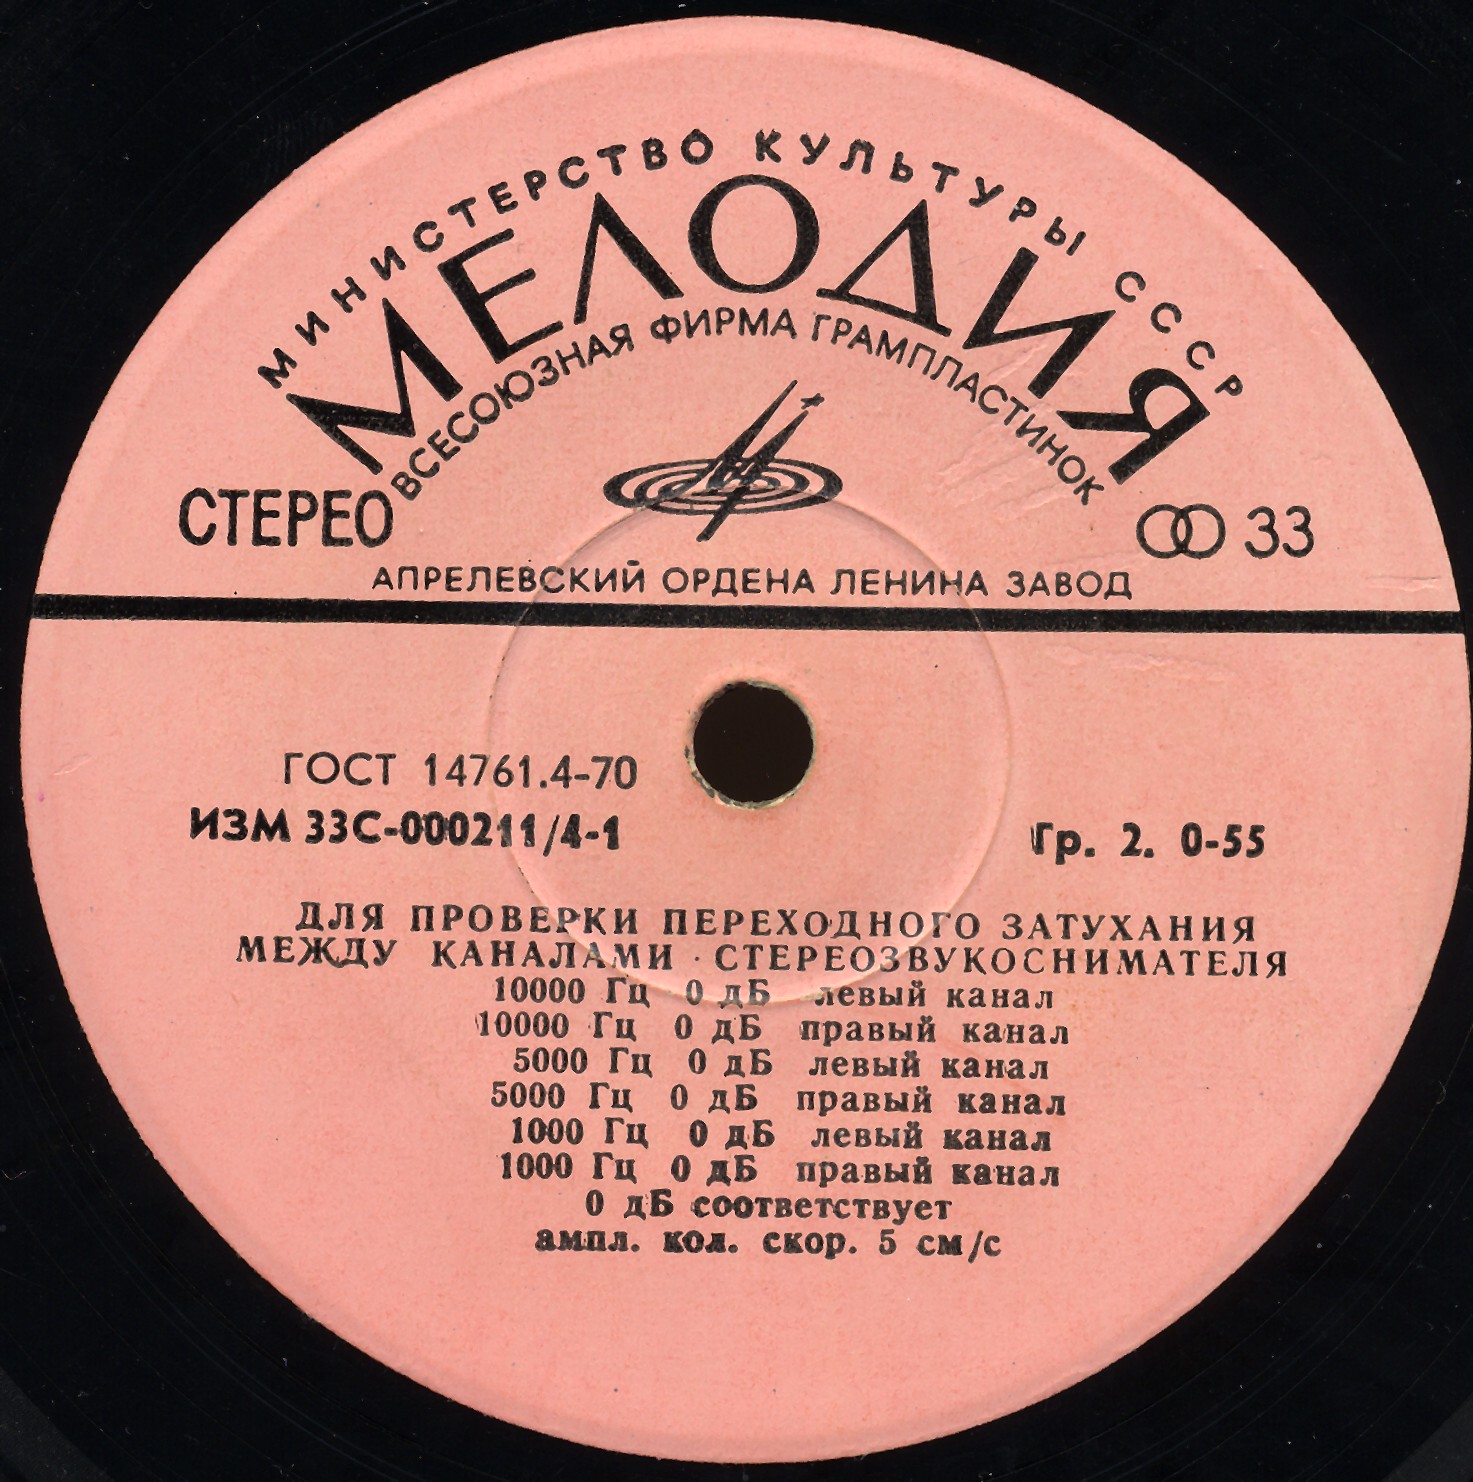 МИНИСТЕРСТВО КУЛЬТУРЫ СССР
МЕЛОДИЯ
ВСЕСОЮЗНАЯ ФИРМА ГРАМПЛАСТИНОК
СТЕРЕО
33
АПРЕЛЕВСКИЙ ОРДЕНА ЛЕНИНА ЗАВОД
ГОСТ 14761.4-70
ИЗМ 33С-000211/4-1
Гр. 2. 0-55
ДЛЯ ПРОВЕРКИ ПЕРЕХОДНОГО ЗАТУХАНИЯ
МЕЖДУ КАНАЛАМИ СТЕРЕОЗВУКОСНИМАТЕЛЯ
10000 Гц 0 дБ левый канал
10000 Гц 0 дБ правый канал
5000 Гц 0 дБ левый канал
5000 Гц 0 дБ правый канал
1000 Гц 0 дБ левый канал
1000 Гц 0 дБ правый канал
0 дБ соответствует
ампл. кол. скор. 5 см/с